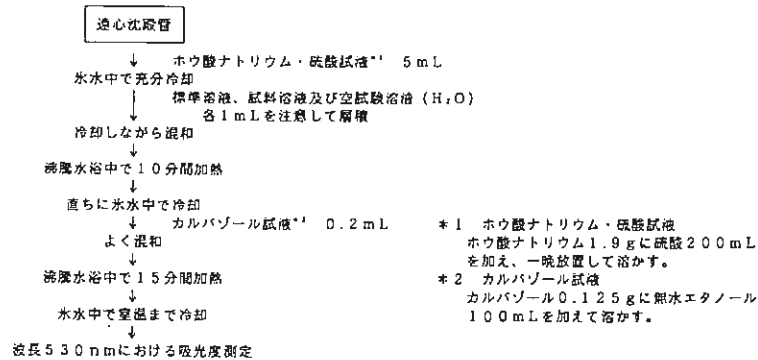 遠心沈殿管
↓ ホウ酸ナトリウム・硫酸試液*1 5mL
氷水中で充分冷却
標準溶液、試料溶液及び空試験溶液(H2O)
↓ 各1mLを注意して層積
冷却しながら混和
↓
沸騰水浴中で10分間加熱
↓
直ちに氷水中で冷却
↓ カルバゾール試液 0.2mL
よく混和
↓
沸騰水浴中で15分間加熱
↓
氷水中で室温まで冷却
↓
波長530nmにおける吸光度測定
*1 ホウ酸ナトリウム・硫酸試液
ホウ酸ナトリウム1.9gに硫酸200mL
を加え、一晩放置して溶かす。
*2 カルバゾール試液
カルバゾール0.125gに無水エタノール
100mLを加えて溶かす。